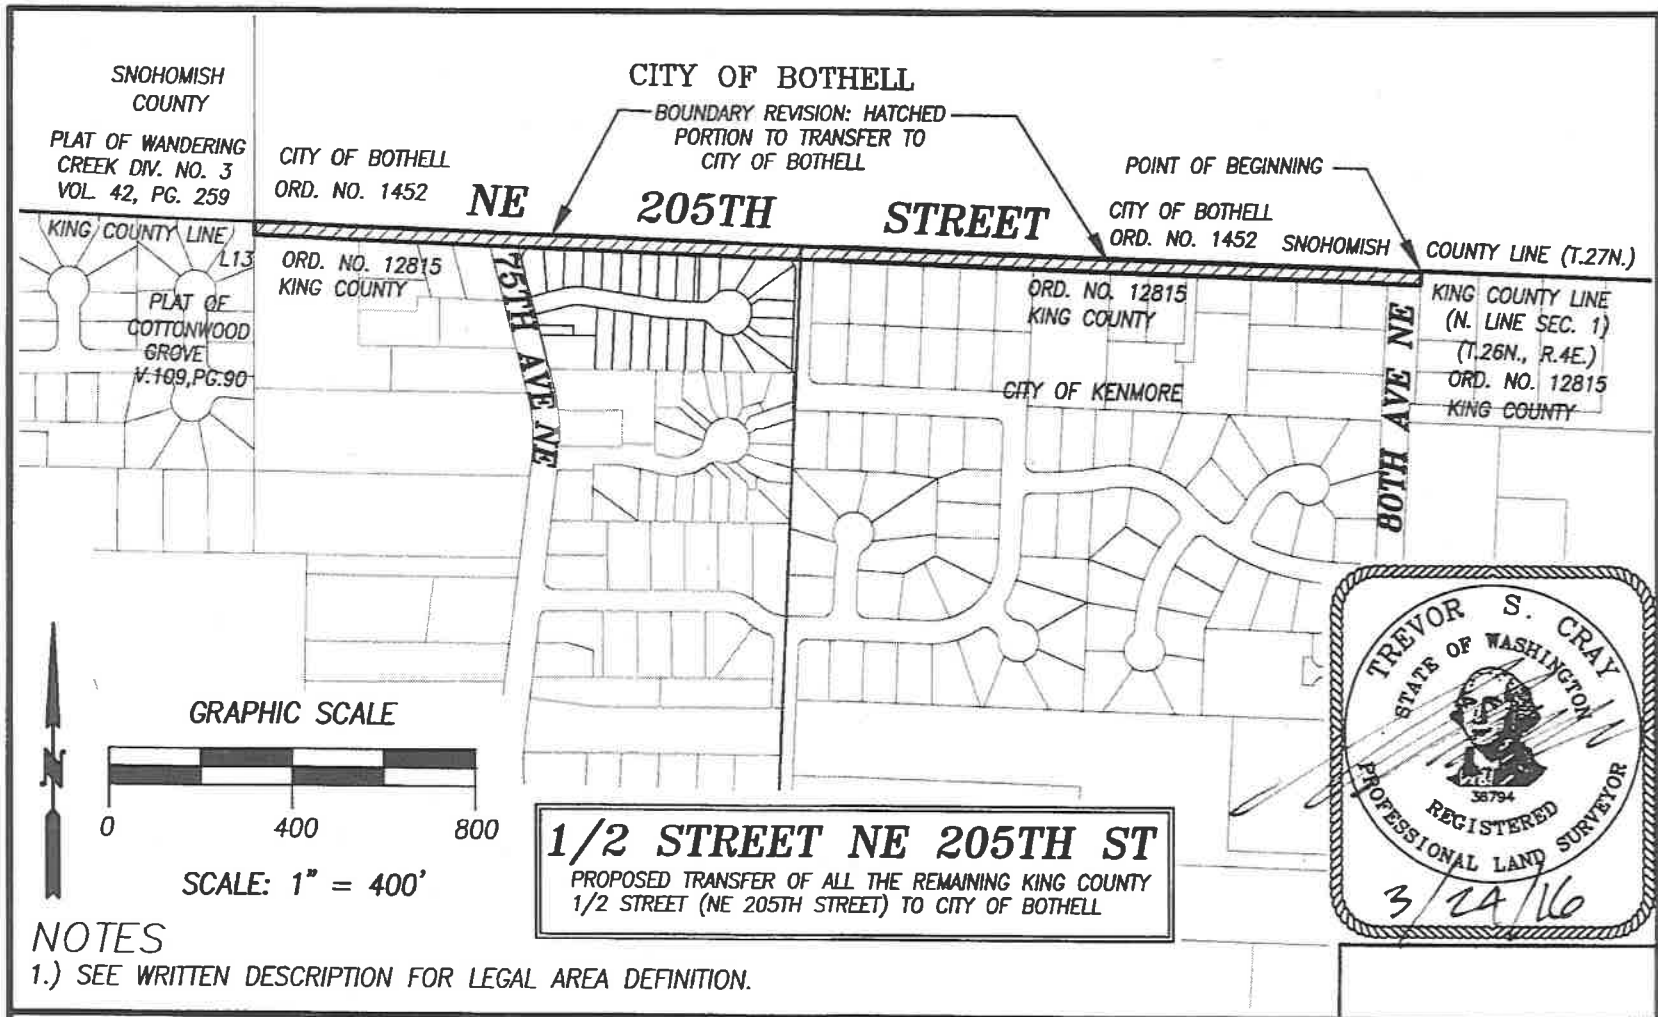 SNOHOMISH
COUNTY
PLAT OF WANDERING
CREEK DIV. NO. 3
VOL. 42, PG. 259
CITY OF BOTHELL
ORD. NO. 1452
CITY OF BOTHELL
BOUNDARY REVISION: HATCHED
PORTION TO TRANSFER TO
CITY OF BOTHELL
POINT OF BEGINNING
NE 205TH STREET
CITY OF BOTHELL
ORD. NO. 1452
SNOHOMISH COUNTY LINE (T.27N.)
KING COUNTY LINE
L13
ORD. NO. 12815
KING COUNTY
PLAT OF
COTTONWOOD
GROVE
V.109,PG.90
75TH AVE NE
ORD. NO. 12815
KING COUNTY
CITY OF KENMORE
80TH AVE NE
KING COUNTY LINE
(N. LINE SEC. 1)
(T.26N., R.4E.)
ORD. NO. 12815
KING COUNTY
N
GRAPHIC SCALE
0 400 800
SCALE: 1" = 400'
1/2 STREET NE 205TH ST
PROPOSED TRANSFER OF ALL THE REMAINING KING COUNTY
1/2 STREET (NE 205TH STREET) TO CITY OF BOTHELL
TREVOR S. CRAY
STATE OF WASHINGTON
38794
REGISTERED
PROFESSIONAL LAND SURVEYOR
3/24/16
NOTES
1.) SEE WRITTEN DESCRIPTION FOR LEGAL AREA DEFINITION.